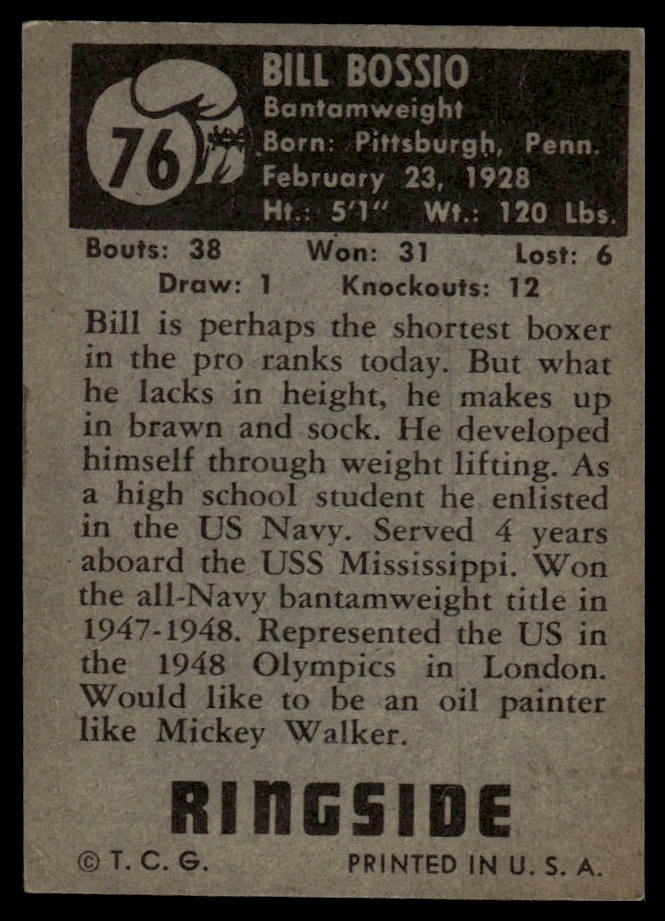 76
BILL BOSSIO
Bantamweight
Born: Pittsburgh, Penn.
February 23, 1928
Ht.: 5'1" Wt.: 120 Lbs.
Bouts: 38 Won: 31 Lost: 6
Draw: 1 Knockouts: 12
Bill is perhaps the shortest boxer
in the pro ranks today. But what
he lacks in height, he makes up
in brawn and sock. He developed
himself through weight lifting. As
a high school student he enlisted
in the US Navy. Served 4 years
aboard the USS Mississippi. Won
the all-Navy bantamweight title in
1947-1948. Represented the US in
the 1948 Olympics in London.
Would like to be an oil painter
like Mickey Walker.
RINGSIDE
© T. C. G. PRINTED IN U. S. A.